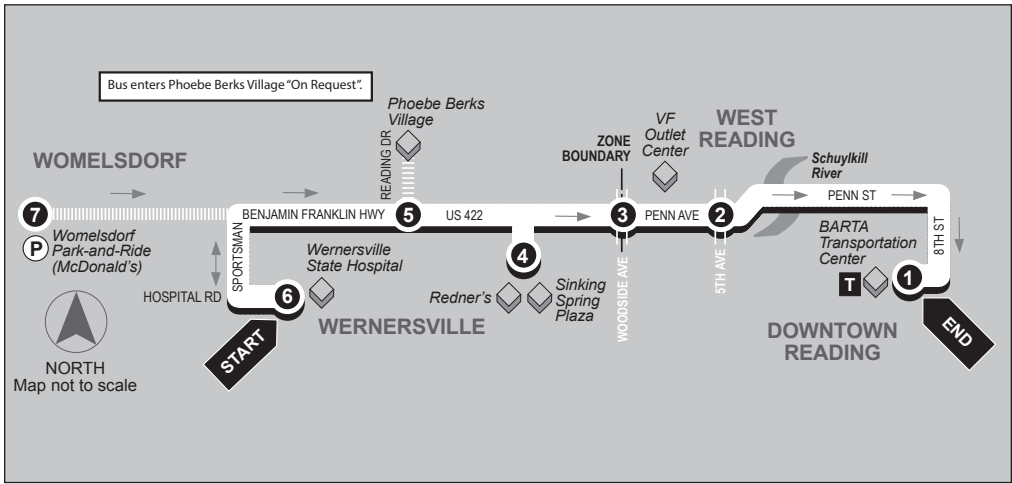 Bus enters Phoebe Berks Village “On Request”.
Phoebe Berks
Village
READING DR
WOMELSDORF
7
P
Womelsdorf
Park-and-Ride
(McDonald’s)
BENJAMIN FRANKLIN HWY
5
US 422
ZONE
BOUNDARY
3
VF
Outlet
Center
WEST
READING
PENN AVE
2
Schuylkill
River
PENN ST
8TH ST
BARTA
Transportation
Center
T
1
END
DOWNTOWN
READING
5TH AVE
WOODSIDE AVE
4
Redner’s
Sinking
Spring
Plaza
SPORTSMAN
HOSPITAL RD
Wernersville
State Hospital
6
WERNERSVILLE
START
NORTH
Map not to scale